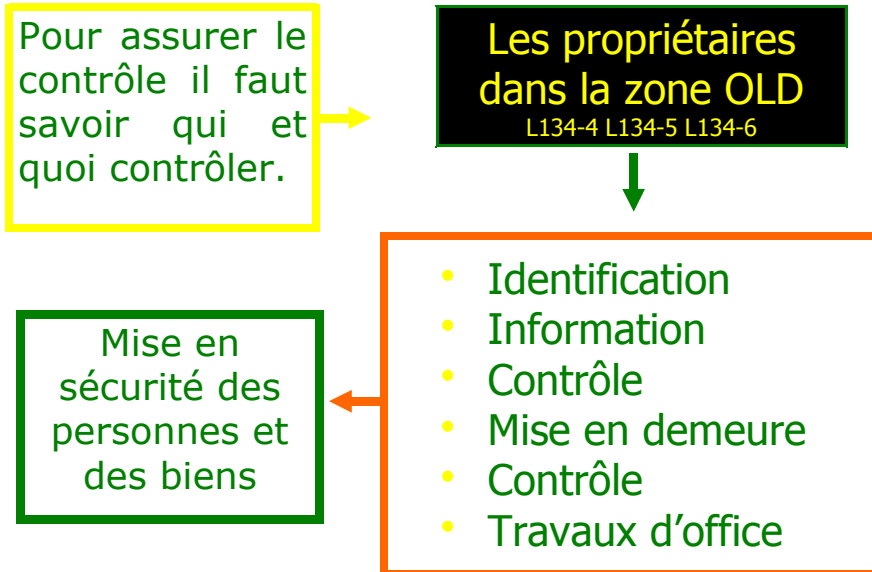 Pour assurer le
contrôle il faut
savoir qui et
quoi contrôler.
Les propriétaires
dans la zone OLD
L134-4 L134-5 L134-6
• Identification
• Information
• Contrôle
• Mise en demeure
• Contrôle
• Travaux d’office
Mise en
sécurité des
personnes et
des biens